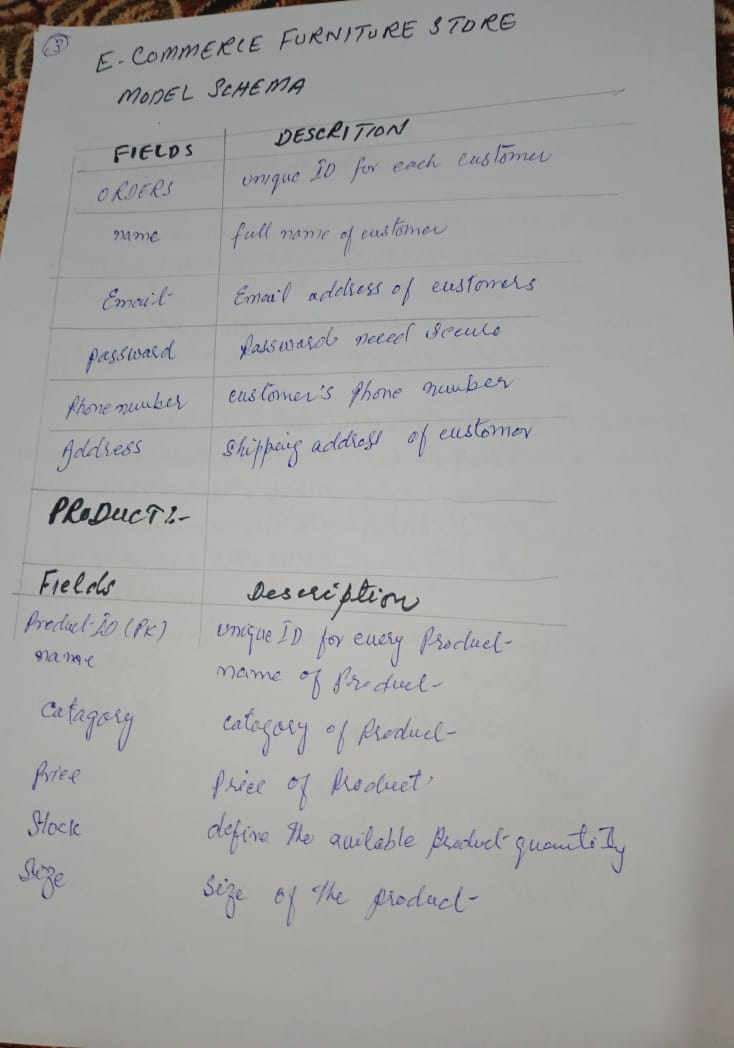 3
E-COMMERCE FURNITURE STORE
MODEL SCHEMA
FIELDS DESCRITION
ORDERS unique ID for each customer
name full name of customer
Email Email address of customers
password Passwords need secure
Phone number customer's Phone number
Address Shipping address of customer
PRODUCT:-
Fields Description
Product ID (PK) unique ID for every Product
name name of Product
Catagory catagory of Product
Price Price of Product
Stock define the auilable Product quantity
Size Size of the product